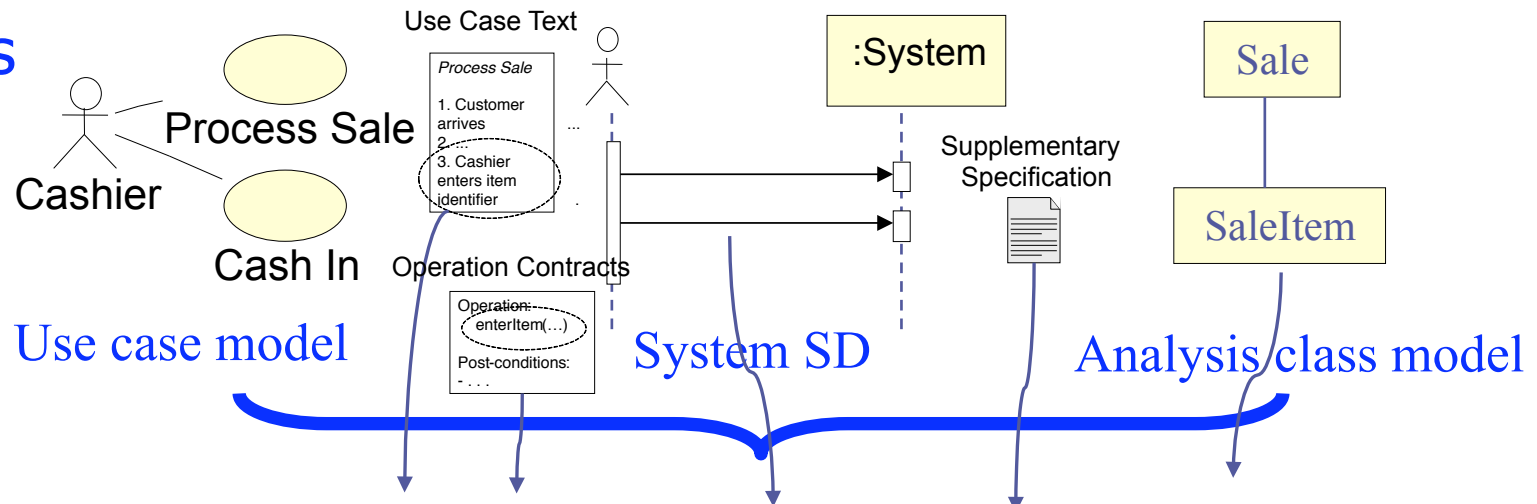 s
Cashier
Process Sale
Cash In
Use Case Text
Process Sale
1. Customer
arrives
2. ...
3. Cashier
enters item
identifier
...
.
Operation Contracts
Operation:
enterItem(…)
Post-conditions:
- . . .
:System
Supplementary
Specification
Sale
SaleItem
Use case model
System SD
Analysis class model